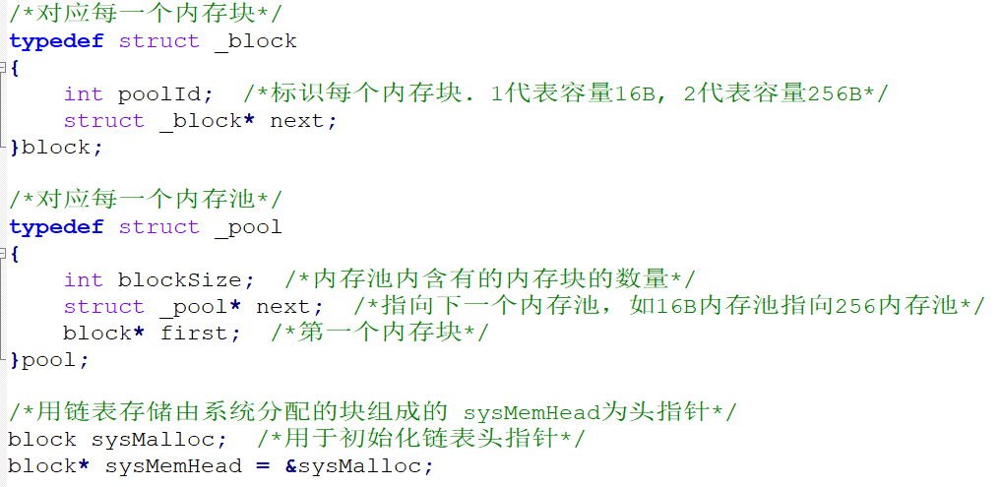 /*对应每一个内存块*/
typedef struct _block
{
    int poolId;  /*标识每个内存块. 1代表容量16B, 2代表容量256B*/
    struct _block* next;
}block;

/*对应每一个内存池*/
typedef struct _pool
{
    int blockSize;  /*内存池内含有的内存块的数量*/
    struct _pool* next;  /*指向下一个内存池，如16B内存池指向256内存池*/
    block* first;  /*第一个内存块*/
}pool;

/*用链表存储由系统分配的块组成的 sysMemHead为头指针*/
block sysMalloc;  /*用于初始化链表头指针*/
block* sysMemHead = &sysMalloc;